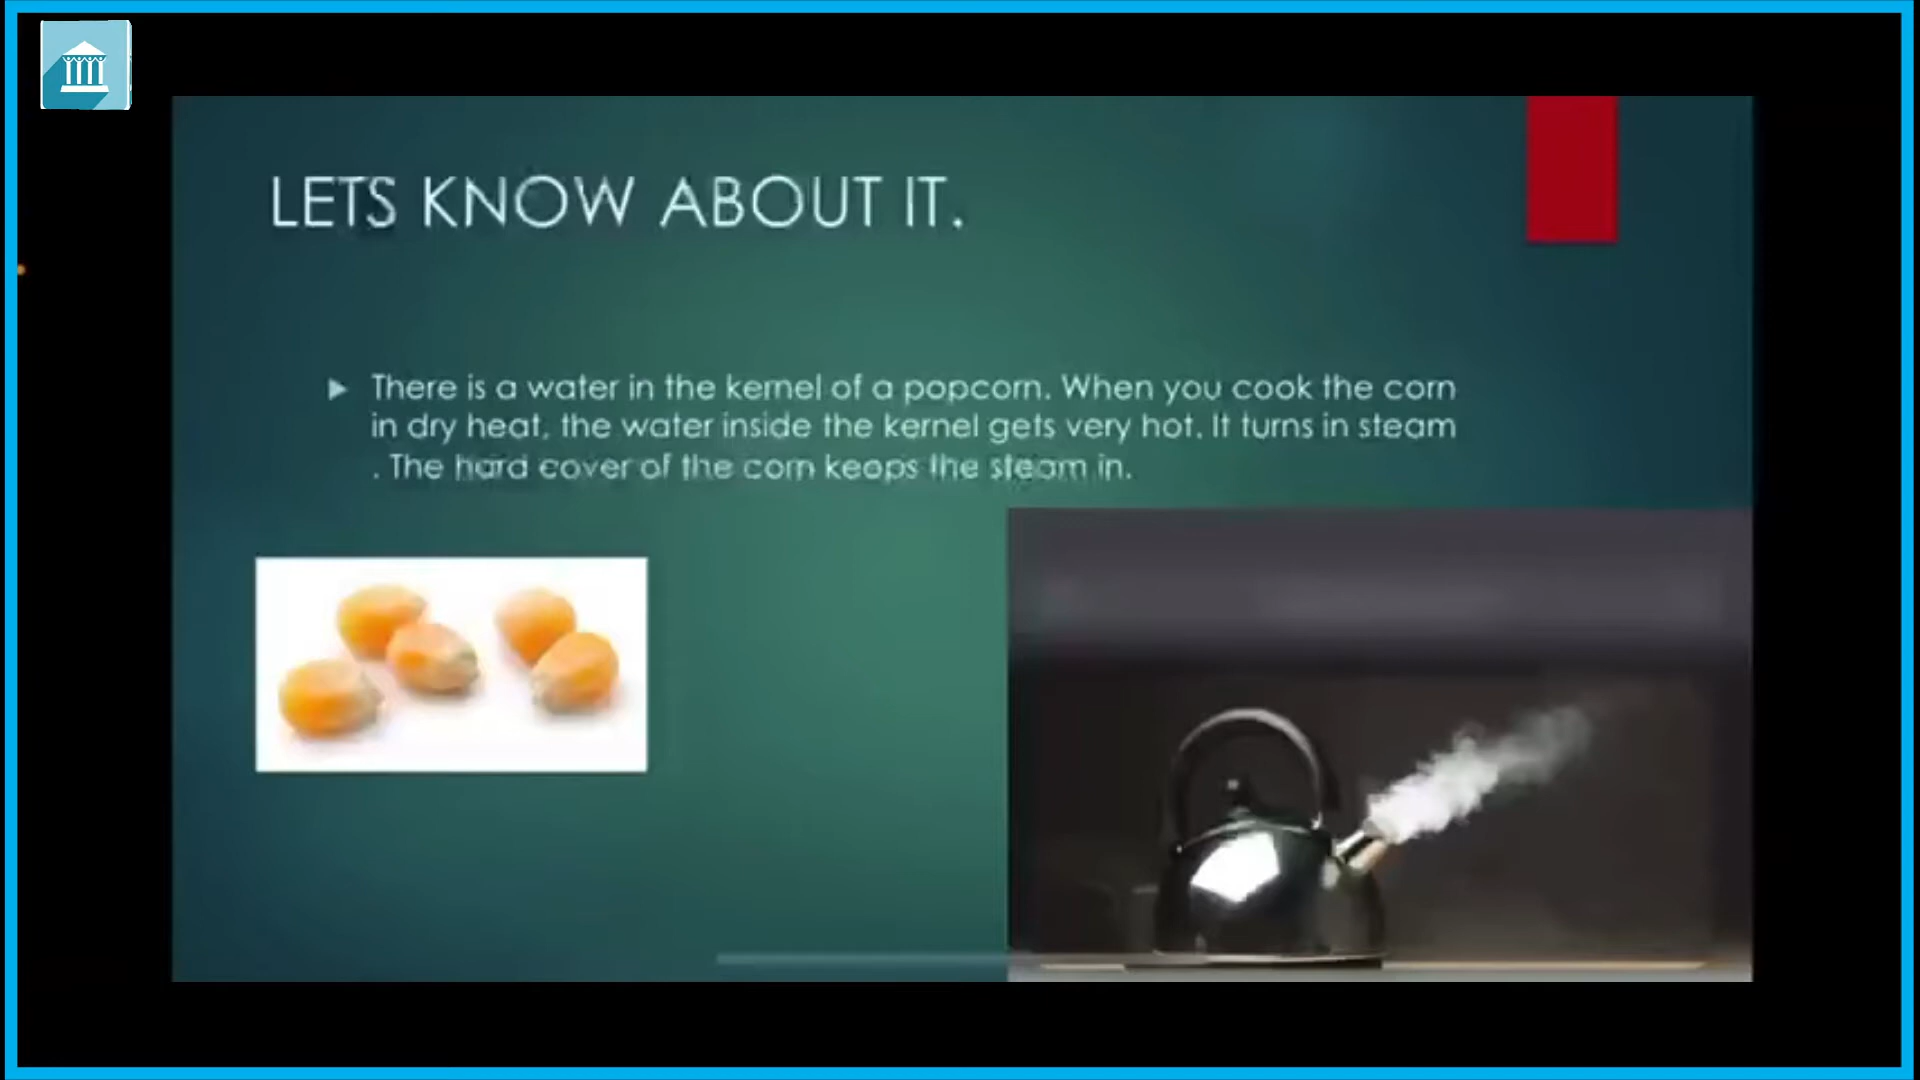 LETS KNOW ABOUT IT.
There is a water in the kernel of a popcorn. When you cook the corn
in dry heat, the water inside the kernel gets very hot. It turns in steam
. The hard cover of the corn keeps the steam in.